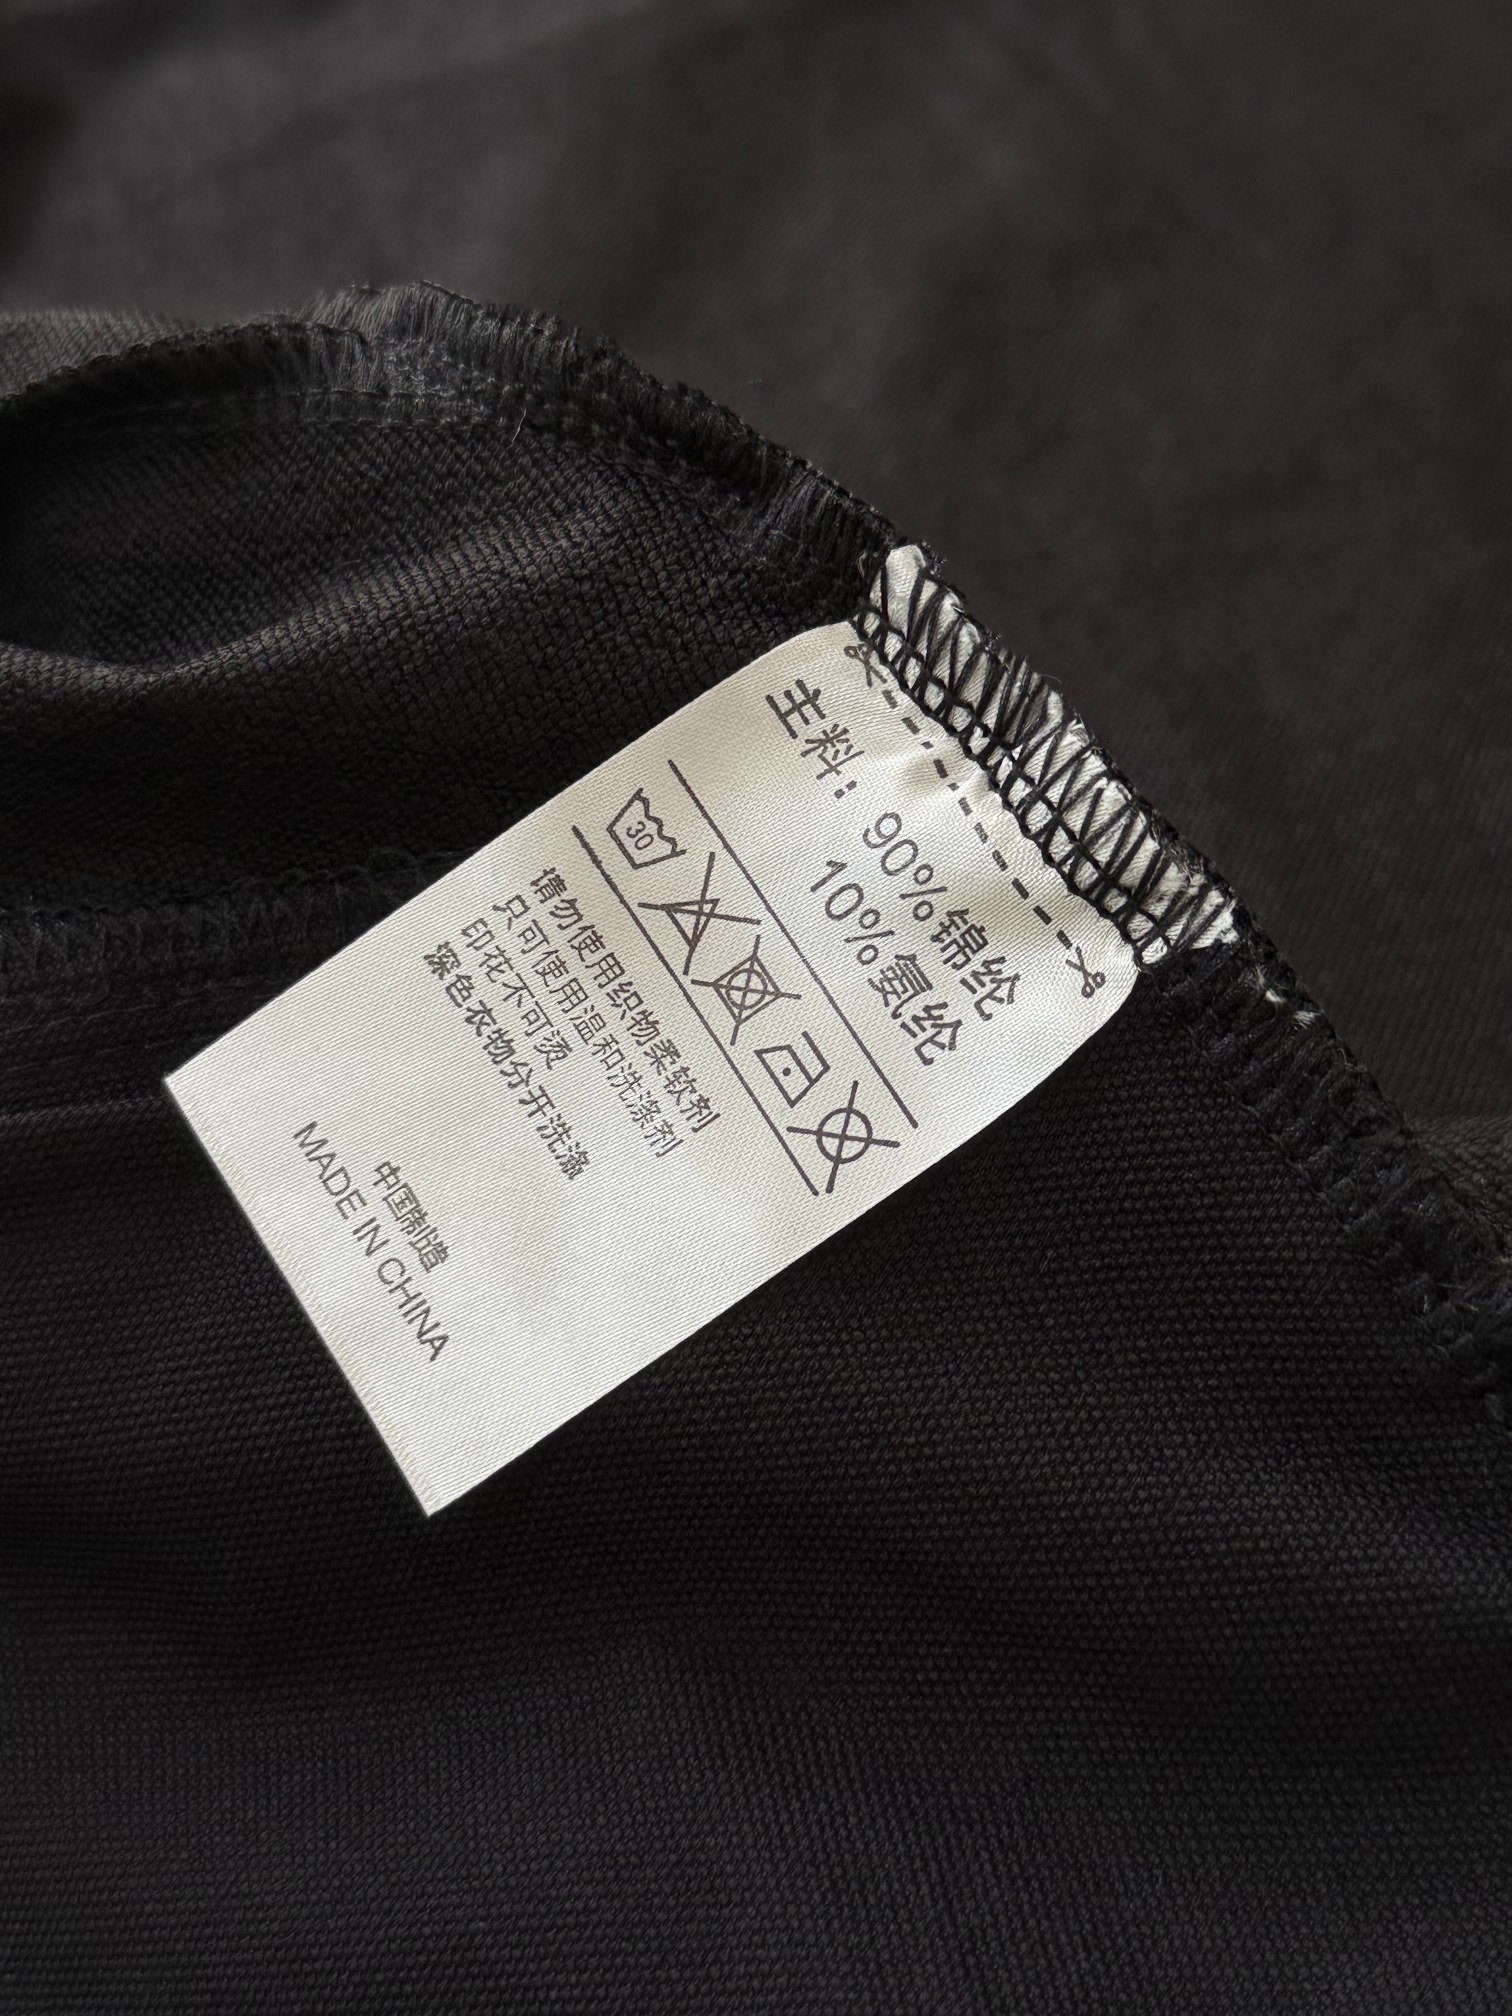 主料：90%锦纶
10%氨纶
30
请勿使用织物柔软剂
只可使用温和洗涤剂
印花不可烫
深色衣物分开洗涤
中国制造
MADE IN CHINA